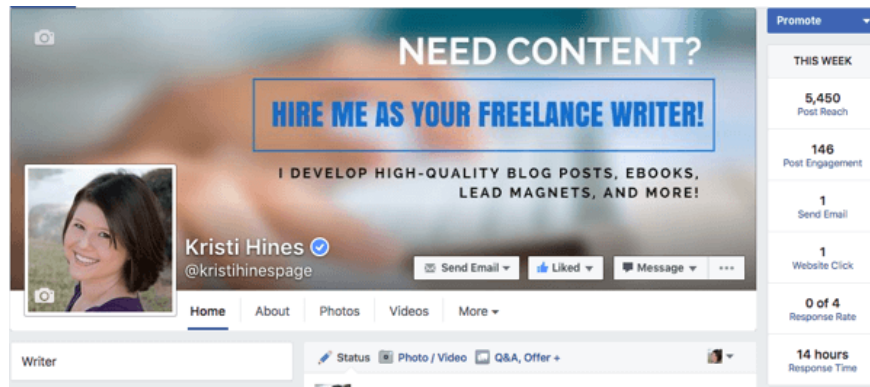 NEED CONTENT?
HIRE ME AS YOUR FREELANCE WRITER!
I DEVELOP HIGH-QUALITY BLOG POSTS, EBOOKS,
LEAD MAGNETS, AND MORE!
Kristi Hines
@kristihinespage
Send Email
Liked
Message
Home About Photos Videos More
Writer
Status Photo / Video Q&A, Offer +
Promote
THIS WEEK
5,450
Post Reach
146
Post Engagement
1
Send Email
1
Website Click
0 of 4
Response Rate
14 hours
Response Time